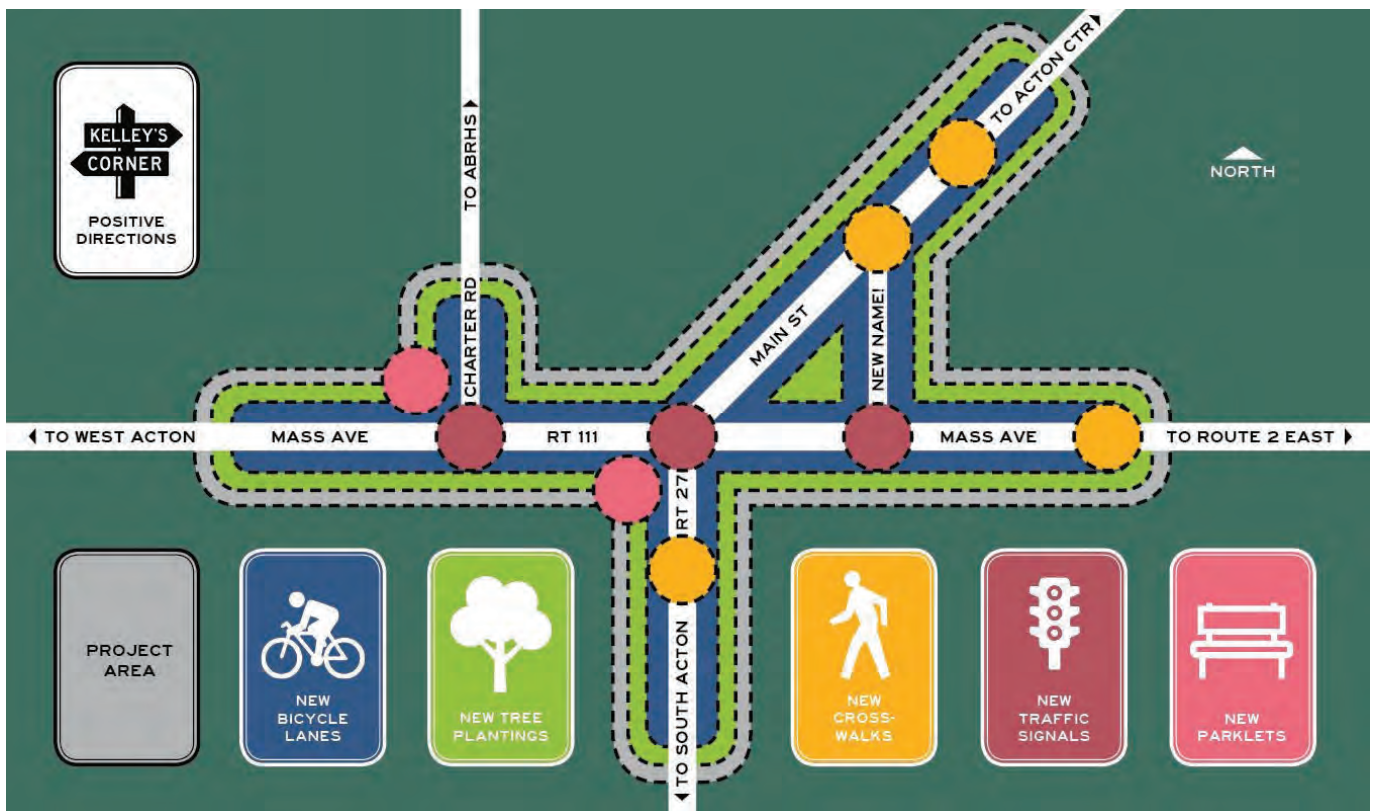 KELLEY'S
CORNER
POSITIVE
DIRECTIONS
TO ABRHS
CHARTER RD
TO ACTON CTR
NORTH
MAIN ST
NEW NAME!
TO WEST ACTON
MASS AVE
RT 111
MASS AVE
TO ROUTE 2 EAST
RT 27
TO SOUTH ACTON
PROJECT
AREA
NEW
BICYCLE
LANES
NEW TREE
PLANTINGS
NEW
CROSS-
WALKS
NEW
TRAFFIC
SIGNALS
NEW
PARKLETS